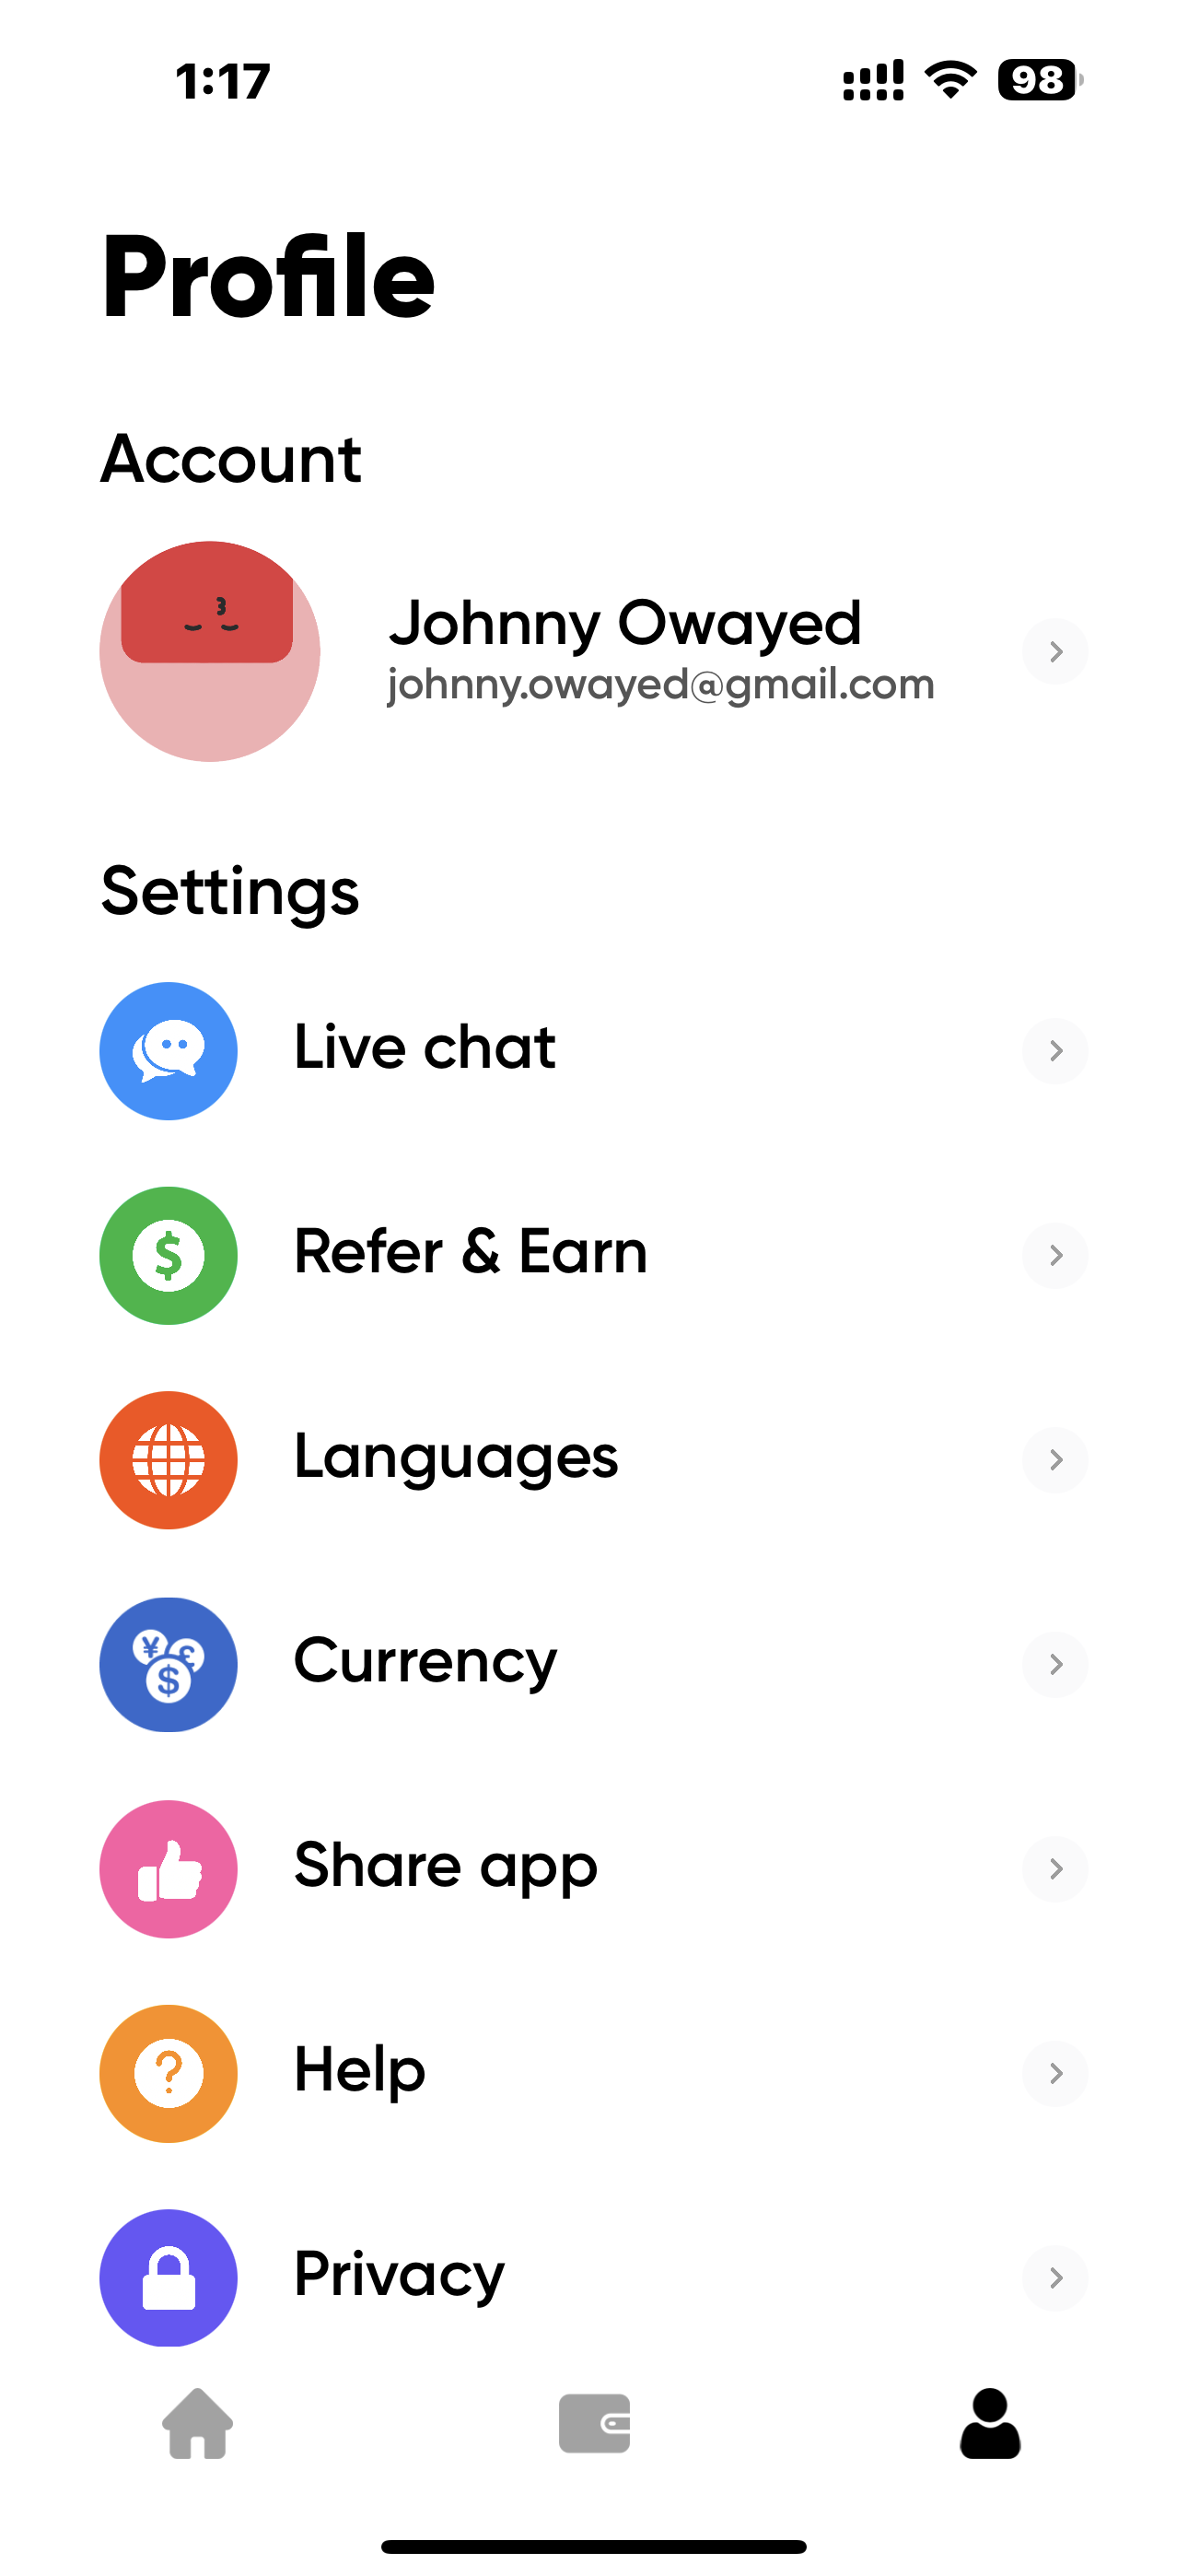 1:17
98
Profile
Account
Johnny Owayed
johnny.owayed@gmail.com
Settings
Live chat
$
Refer & Earn
Languages
¥ £
$
Currency
Share app
?
Help
Privacy